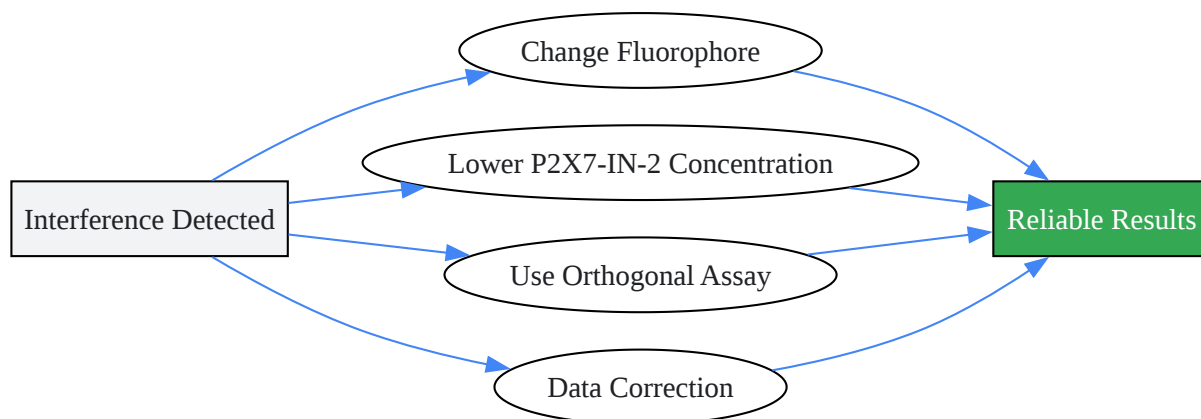 Change Fluorophore
Lower P2X7-IN-2 Concentration
Interference Detected
Reliable Results
Use Orthogonal Assay
Data Correction